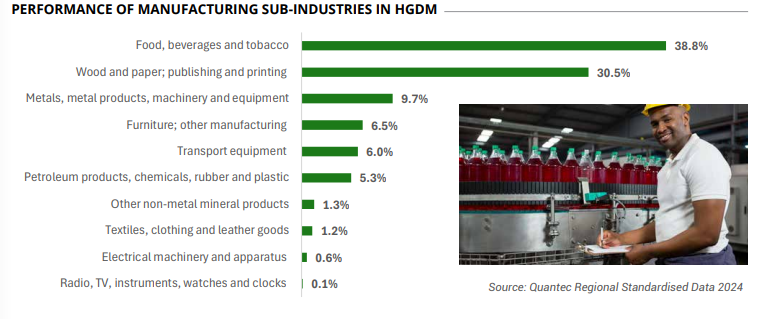 PERFORMANCE OF MANUFACTURING SUB-INDUSTRIES IN HGDM
Food, beverages and tobacco 38.8%
Wood and paper; publishing and printing 30.5%
Metals, metal products, machinery and equipment 9.7%
Furniture; other manufacturing 6.5%
Transport equipment 6.0%
Petroleum products, chemicals, rubber and plastic 5.3%
Other non-metal mineral products 1.3%
Textiles, clothing and leather goods 1.2%
Electrical machinery and apparatus 0.6%
Radio, TV, instruments, watches and clocks 0.1%
Source: Quantec Regional Standardised Data 2024